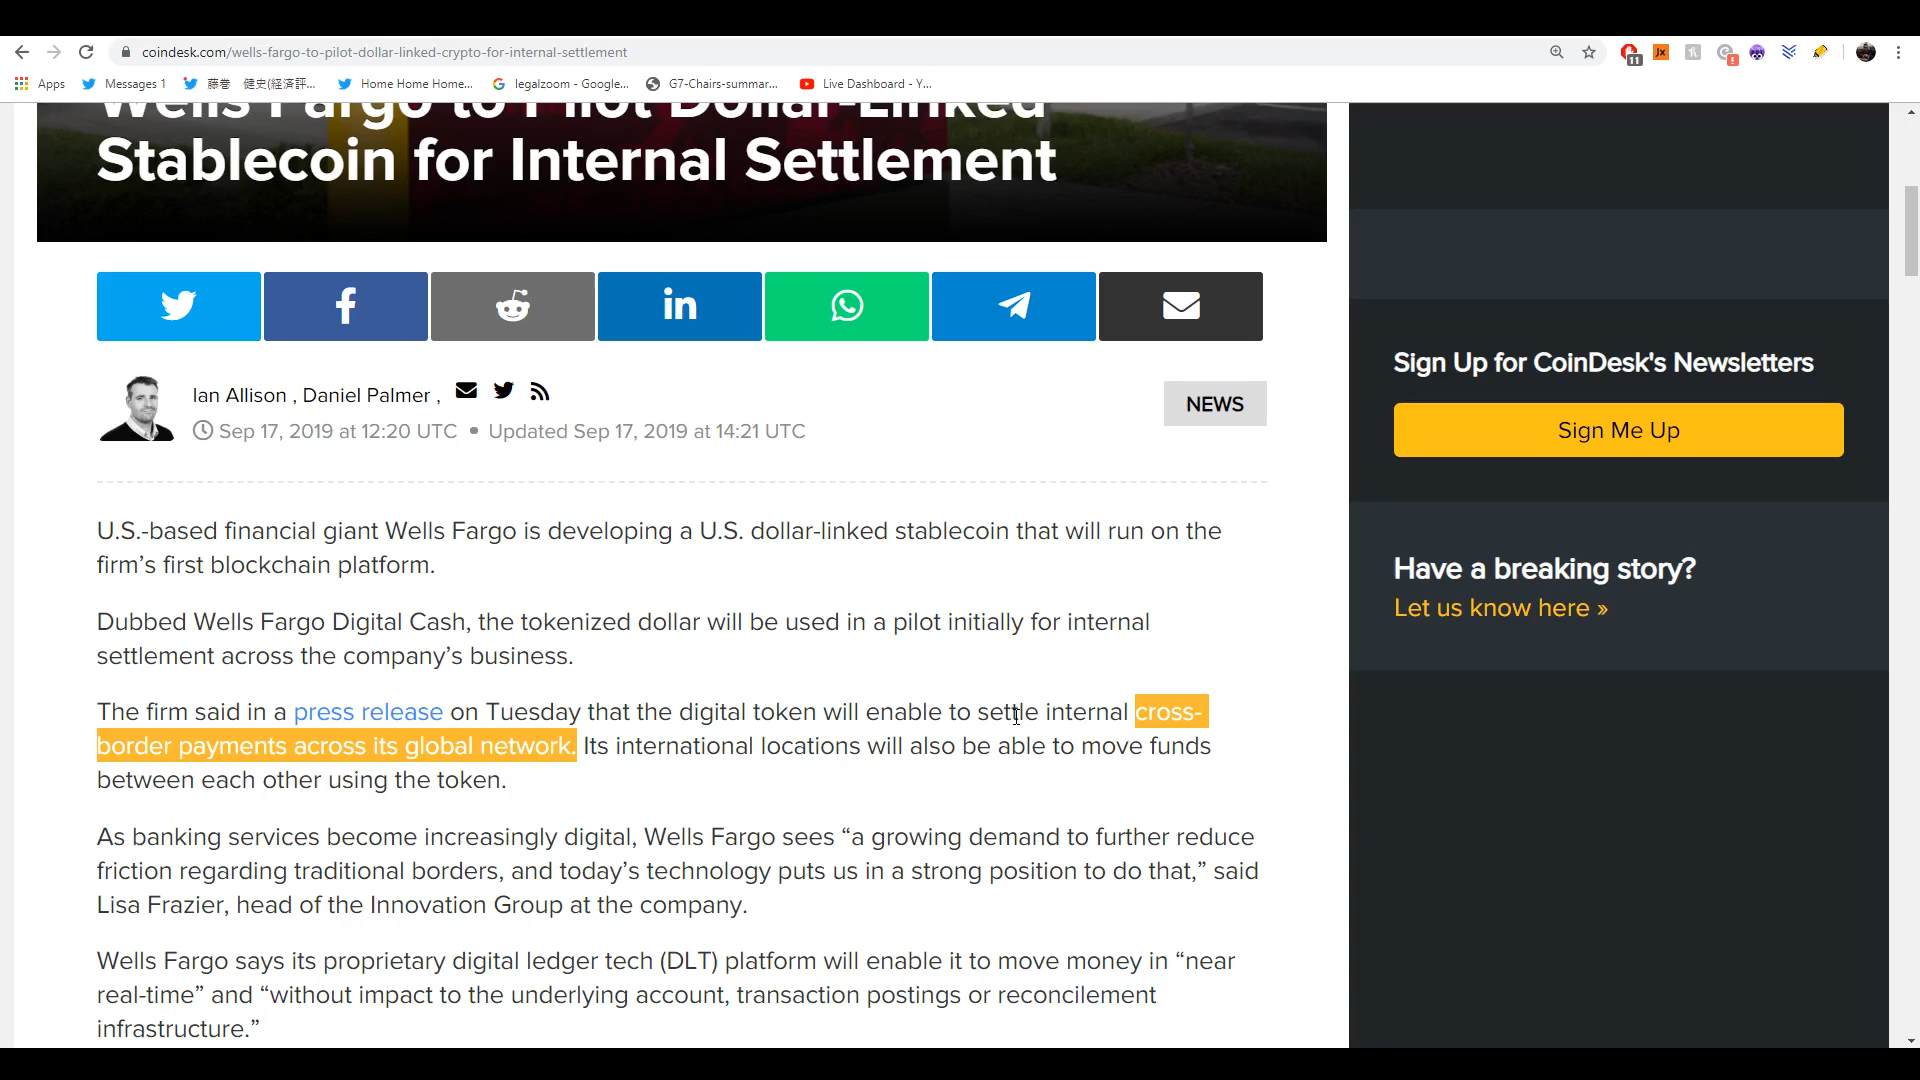 coindesk.com/wells-fargo-to-pilot-dollar-linked-crypto-for-internal-settlement
11
Jx
Apps
Messages 1
藤巻 健史(経済評...
Home Home Home...
legalzoom - Google...
G7-Chairs-summar...
Live Dashboard - Y...
Wells Fargo to Pilot Dollar-Linked
Stablecoin for Internal Settlement
Ian Allison , Daniel Palmer ,
Sep 17, 2019 at 12:20 UTC • Updated Sep 17, 2019 at 14:21 UTC
NEWS
U.S.-based financial giant Wells Fargo is developing a U.S. dollar-linked stablecoin that will run on the
firm’s first blockchain platform.
Dubbed Wells Fargo Digital Cash, the tokenized dollar will be used in a pilot initially for internal
settlement across the company’s business.
The firm said in a press release on Tuesday that the digital token will enable to settle internal cross-
border payments across its global network. Its international locations will also be able to move funds
between each other using the token.
As banking services become increasingly digital, Wells Fargo sees “a growing demand to further reduce
friction regarding traditional borders, and today’s technology puts us in a strong position to do that,” said
Lisa Frazier, head of the Innovation Group at the company.
Wells Fargo says its proprietary digital ledger tech (DLT) platform will enable it to move money in “near
real-time” and “without impact to the underlying account, transaction postings or reconcilement
infrastructure.”
Sign Up for CoinDesk's Newsletters
Sign Me Up
Have a breaking story?
Let us know here »